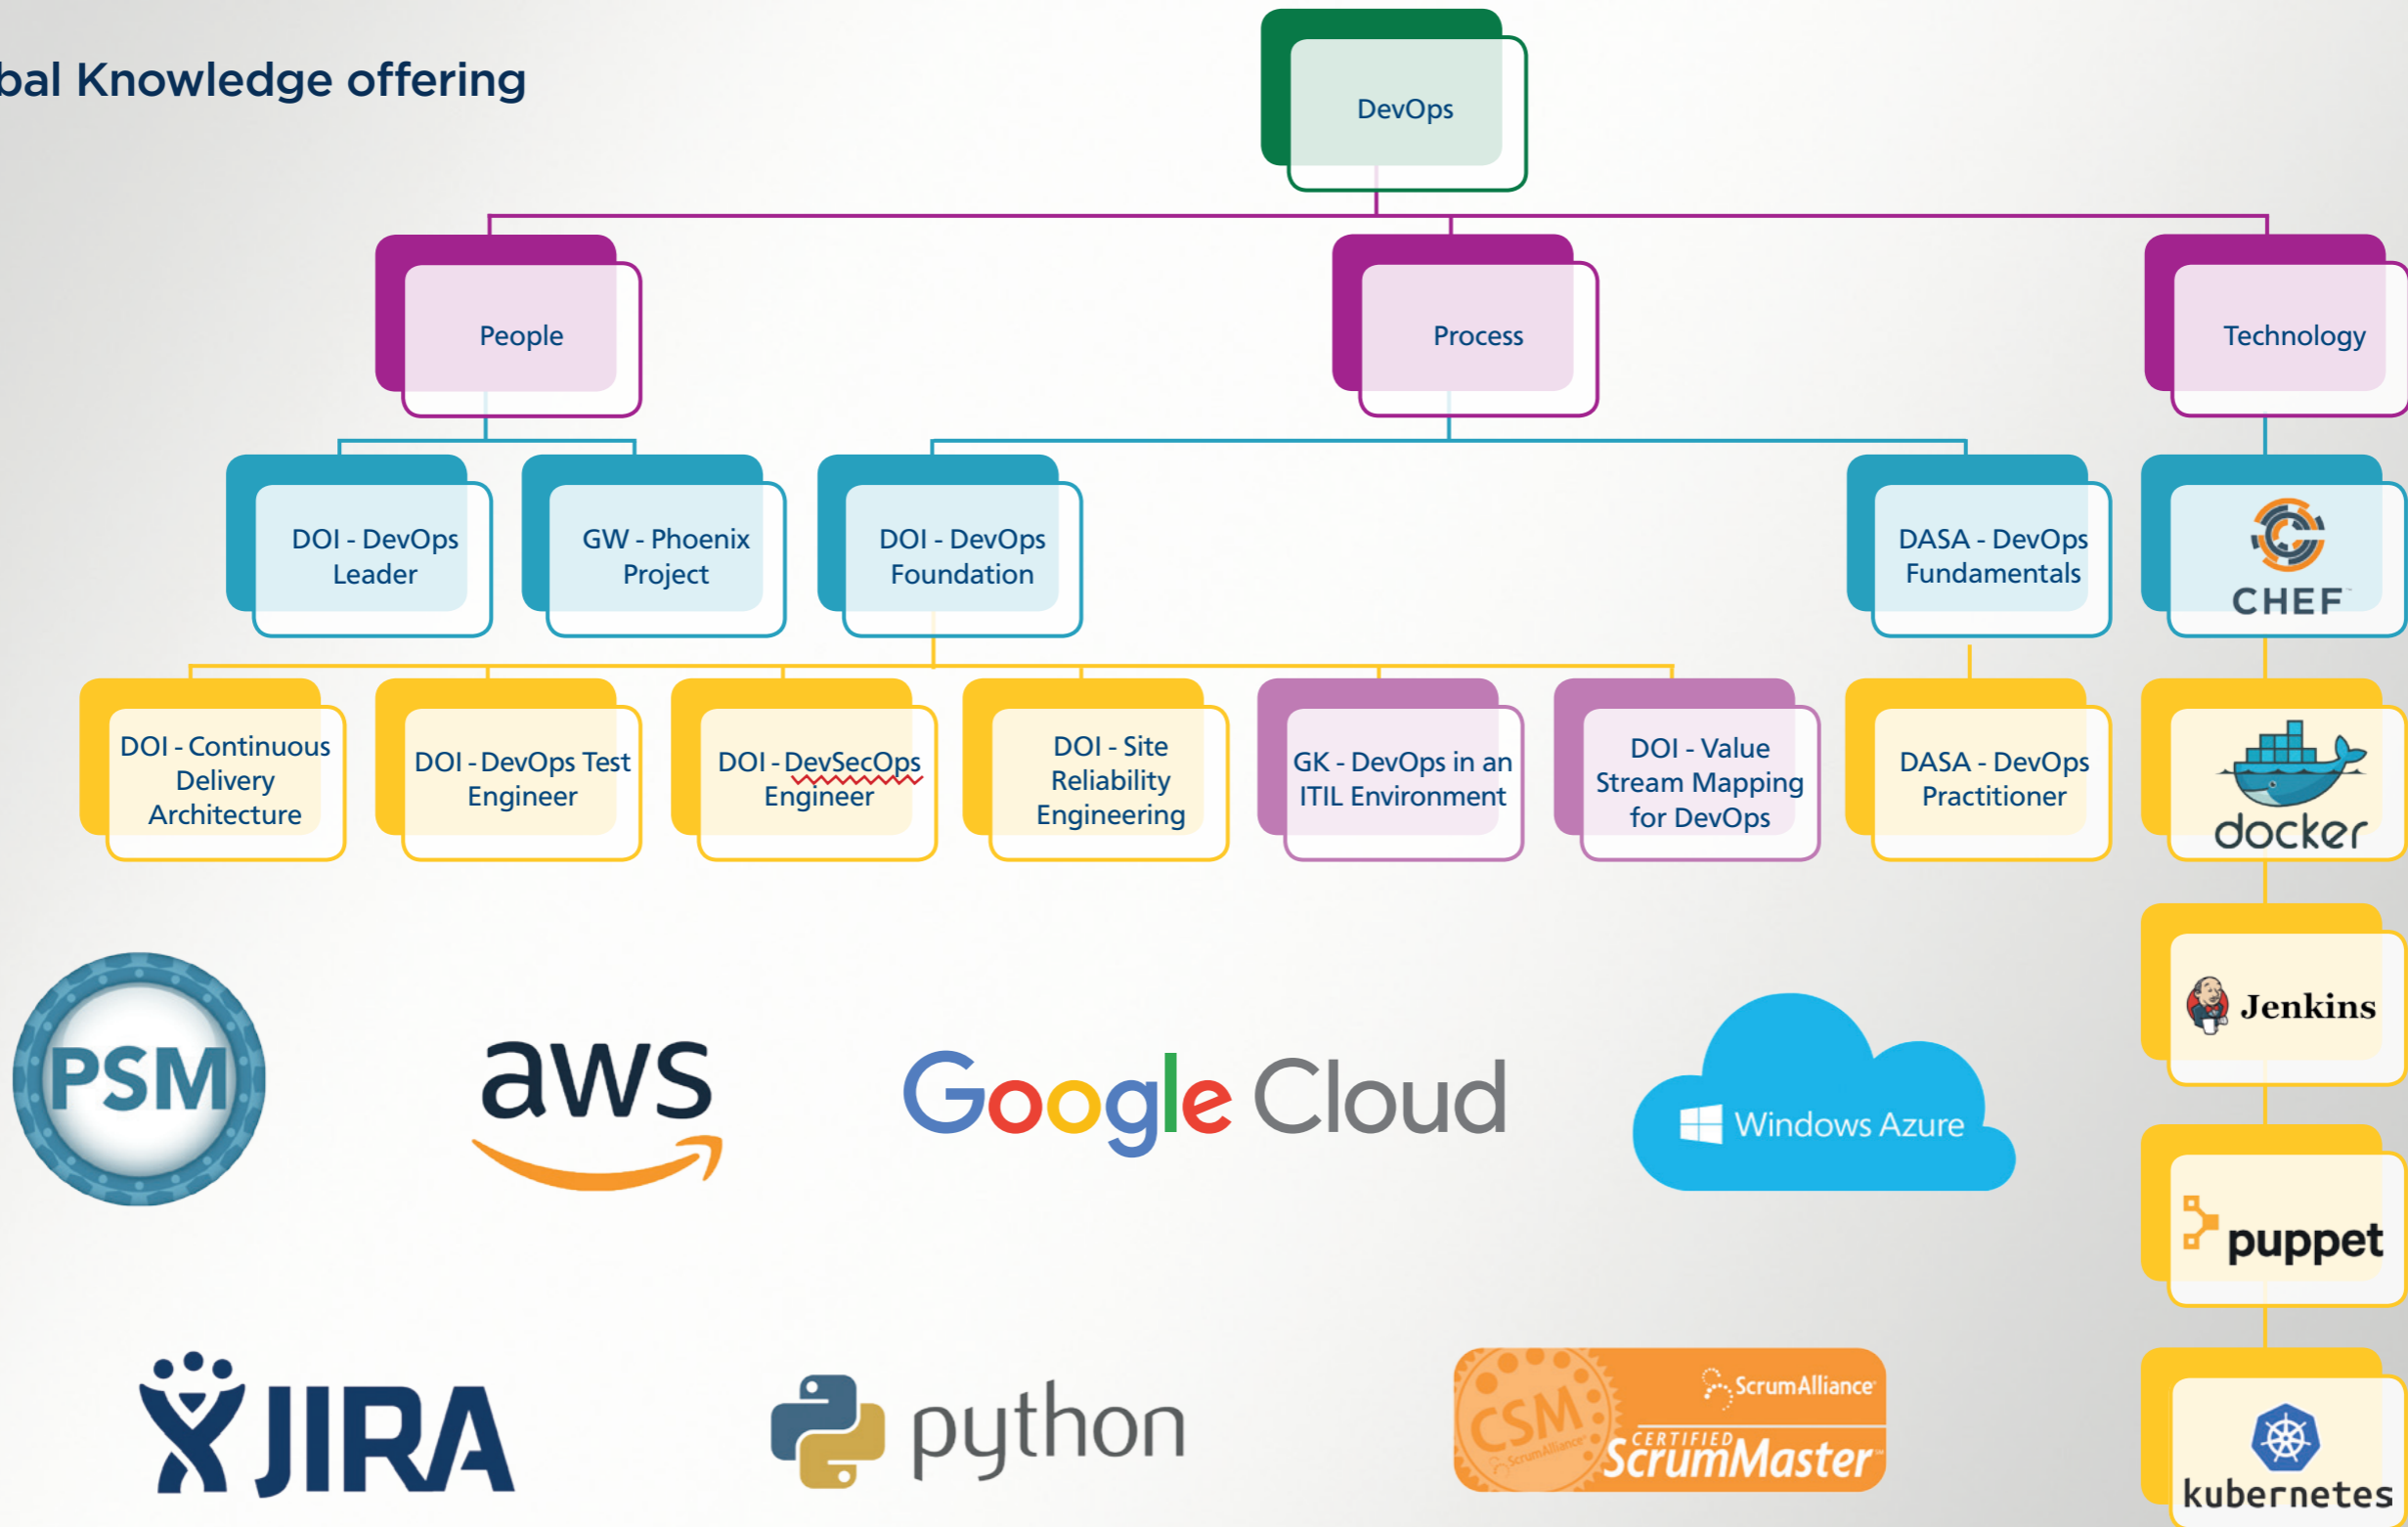 bal Knowledge offering
DevOps
People
Process
Technology
DOI - DevOps
Leader
GW - Phoenix
Project
DOI - DevOps
Foundation
DASA - DevOps
Fundamentals
CHEF
DOI - Continuous
Delivery
Architecture
DOI - DevOps Test
Engineer
DOI - DevSecOps
Engineer
DOI - Site
Reliability
Engineering
GK - DevOps in an
ITIL Environment
DOI - Value
Stream Mapping
for DevOps
DASA - DevOps
Practitioner
docker
Jenkins
PSM
aws
Google Cloud
Windows Azure
puppet
JIRA
python
CSM
ScrumAlliance
ScrumAlliance
CERTIFIED
ScrumMaster
kubernetes